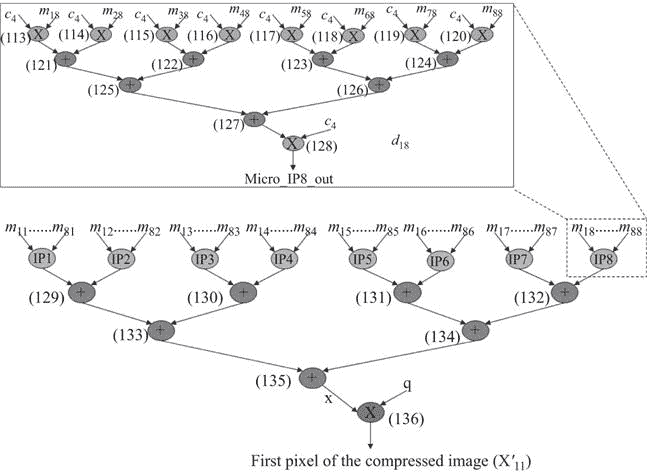 c4 m18 c4 m28 c4 m38 c4 m48 c4 m58 c4 m68 c4 m78 c4 m88
(113) X (114) X (115) X (116) X (117) X (118) X (119) X (120) X
(121) + (122) + (123) + (124) +
(125) + (126) +
(127) + c4
X (128) d18
Micro_IP8_out
m11......m81 m12......m82 m13......m83 m14......m84 m15......m85 m16......m86 m17......m87 m18......m88
IP1 IP2 IP3 IP4 IP5 IP6 IP7 IP8
(129) + (130) + (131) + (132) +
(133) + (134) +
(135) + x q
X (136)
First pixel of the compressed image (X′11)